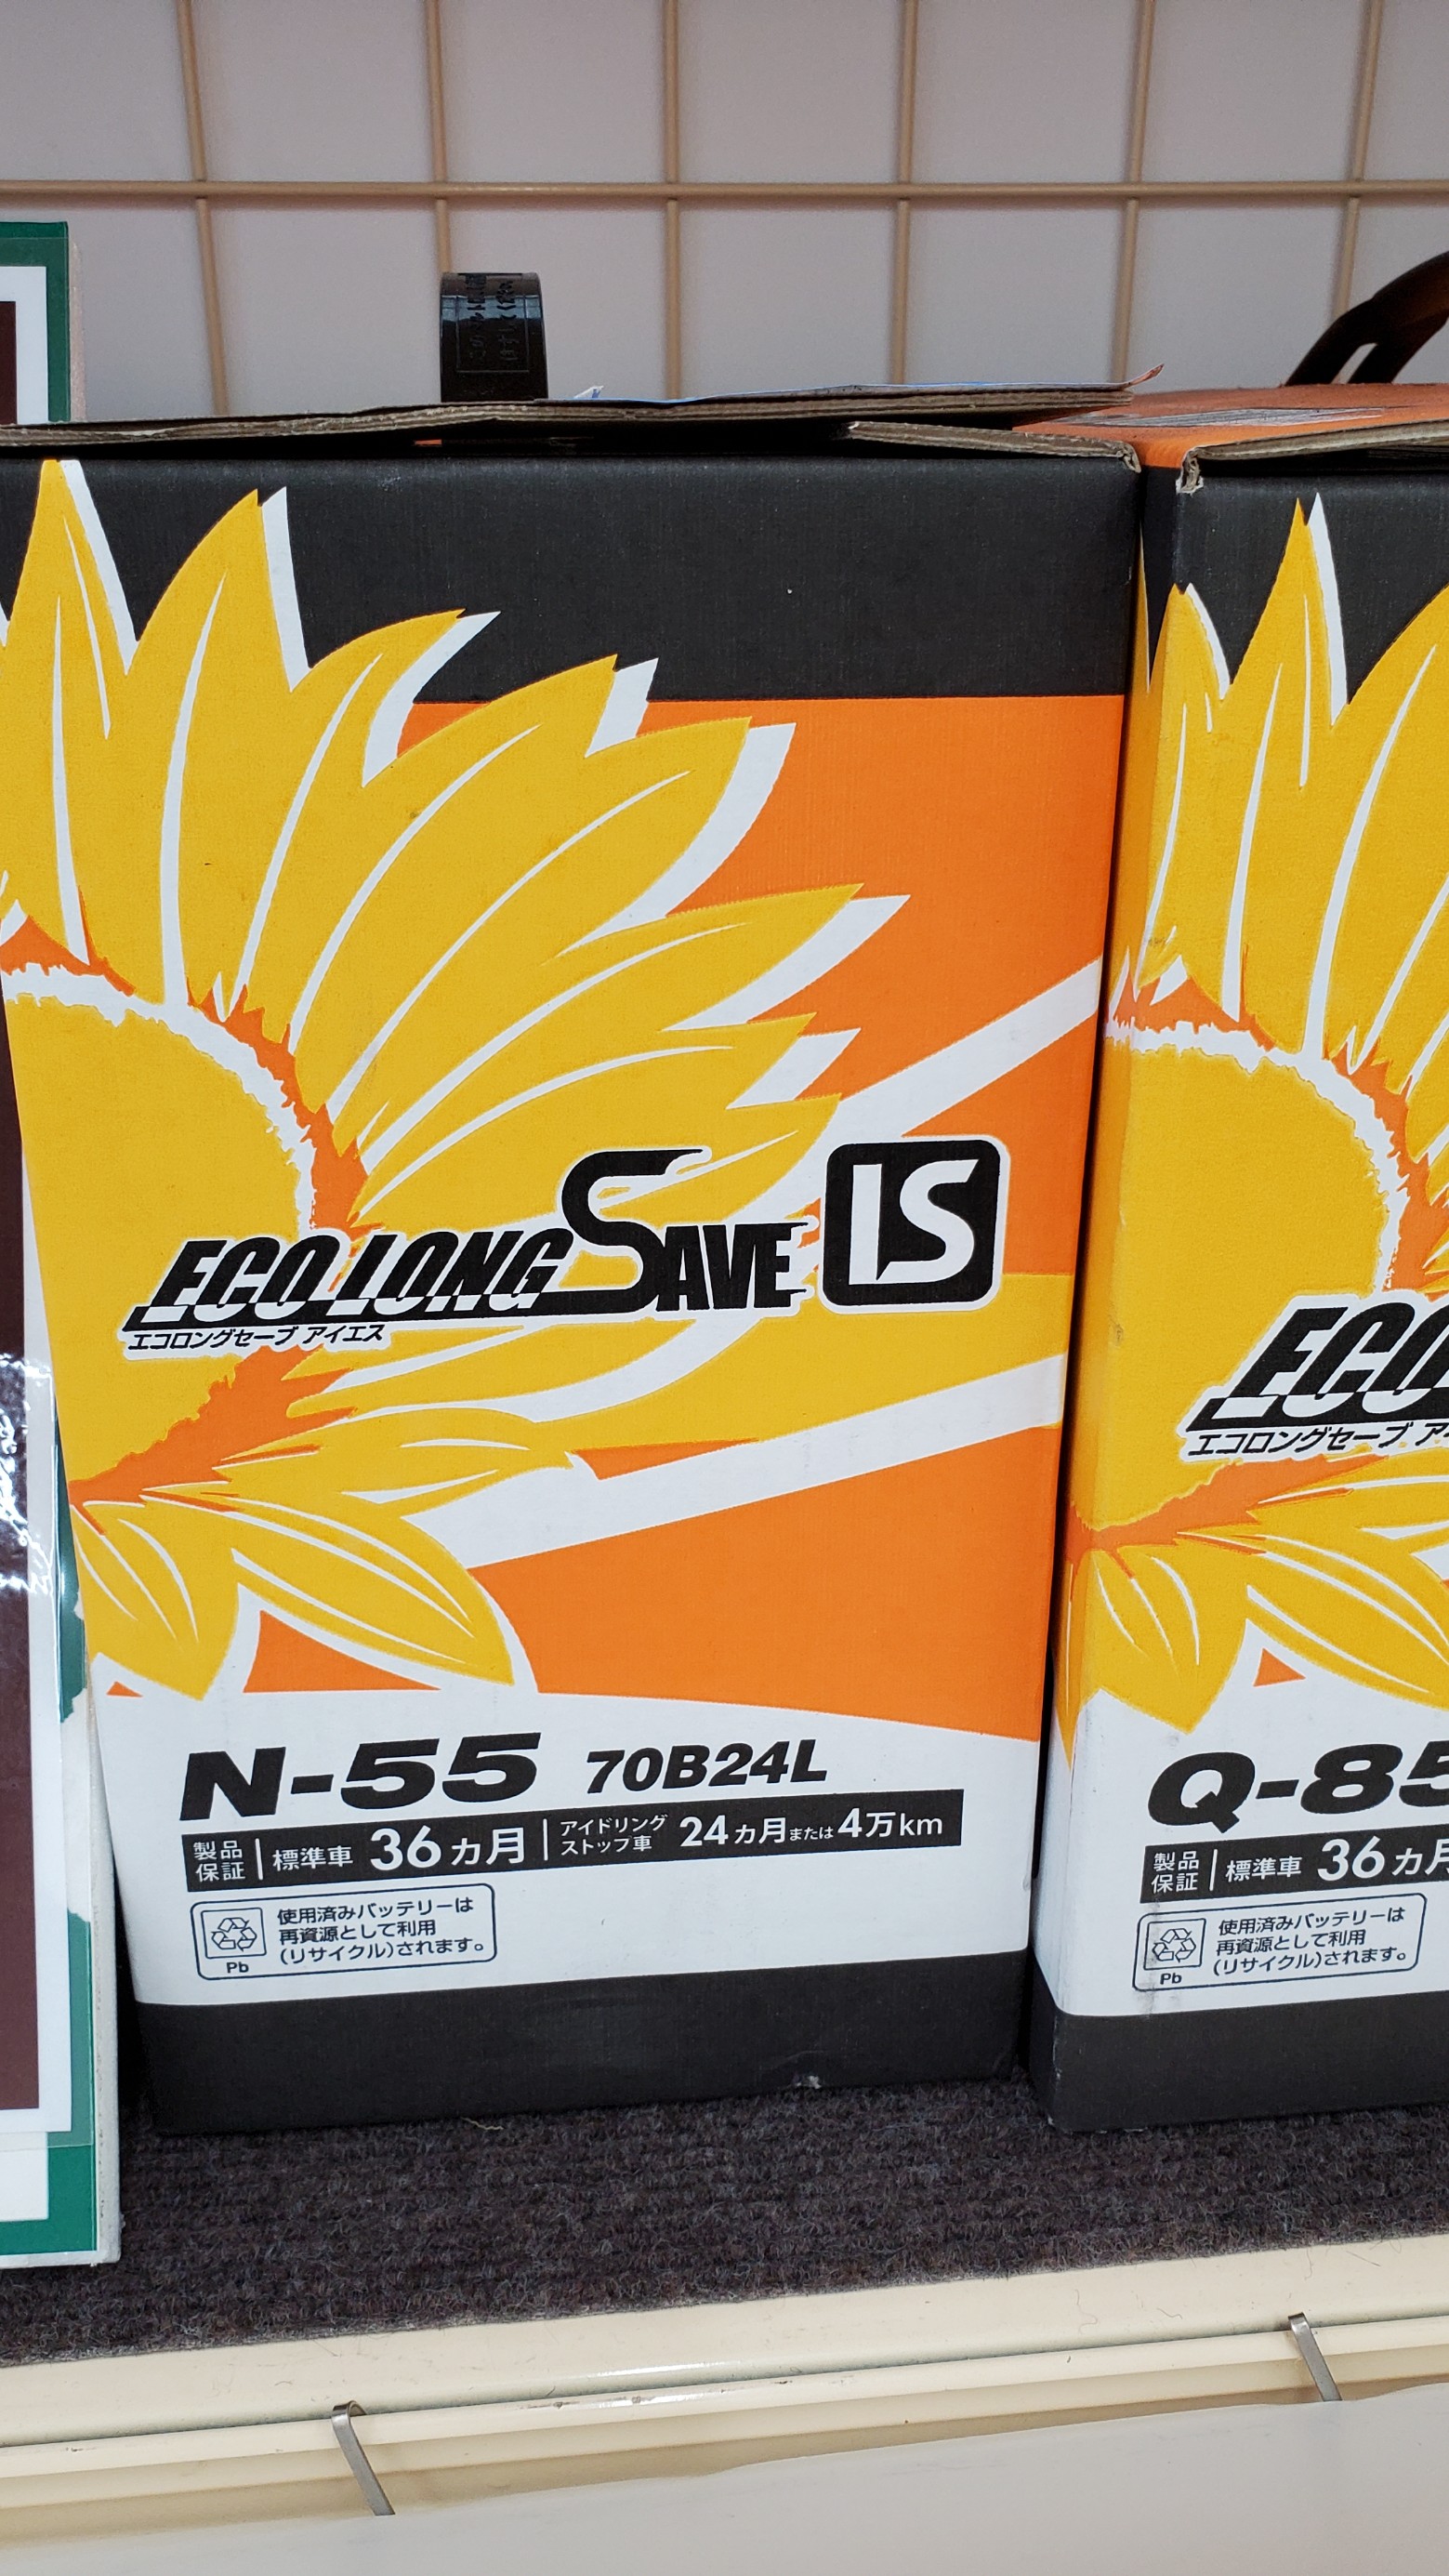 ECO LONG SAVE IS
エコロングセーブ アイエス
N-55 70B24L
製品保証 標準車 36カ月 アイドリングストップ車 24カ月または4万km
使用済みバッテリーは
再資源として利用
(リサイクル)されます。
Pb
ECO
エコロングセーブ
Q-85
製品保証 標準車 36カ月
使用済みバッテリーは
再資源として利用
(リサイクル)されます。
Pb